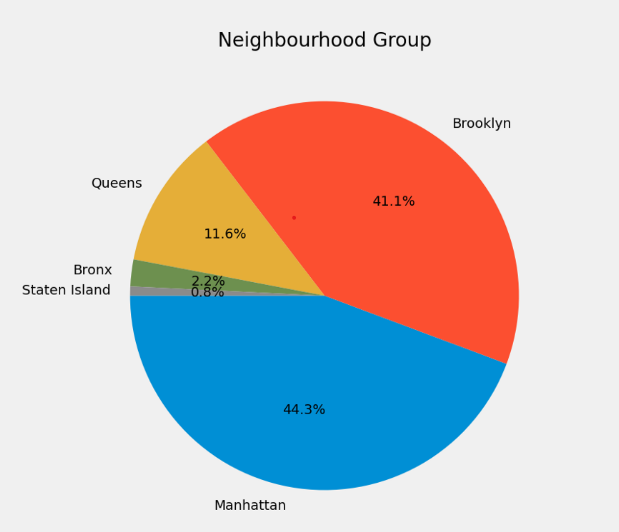 Neighbourhood Group
Brooklyn
Queens
41.1%
11.6%
Bronx
2.2%
Staten Island
0.8%
44.3%
Manhattan